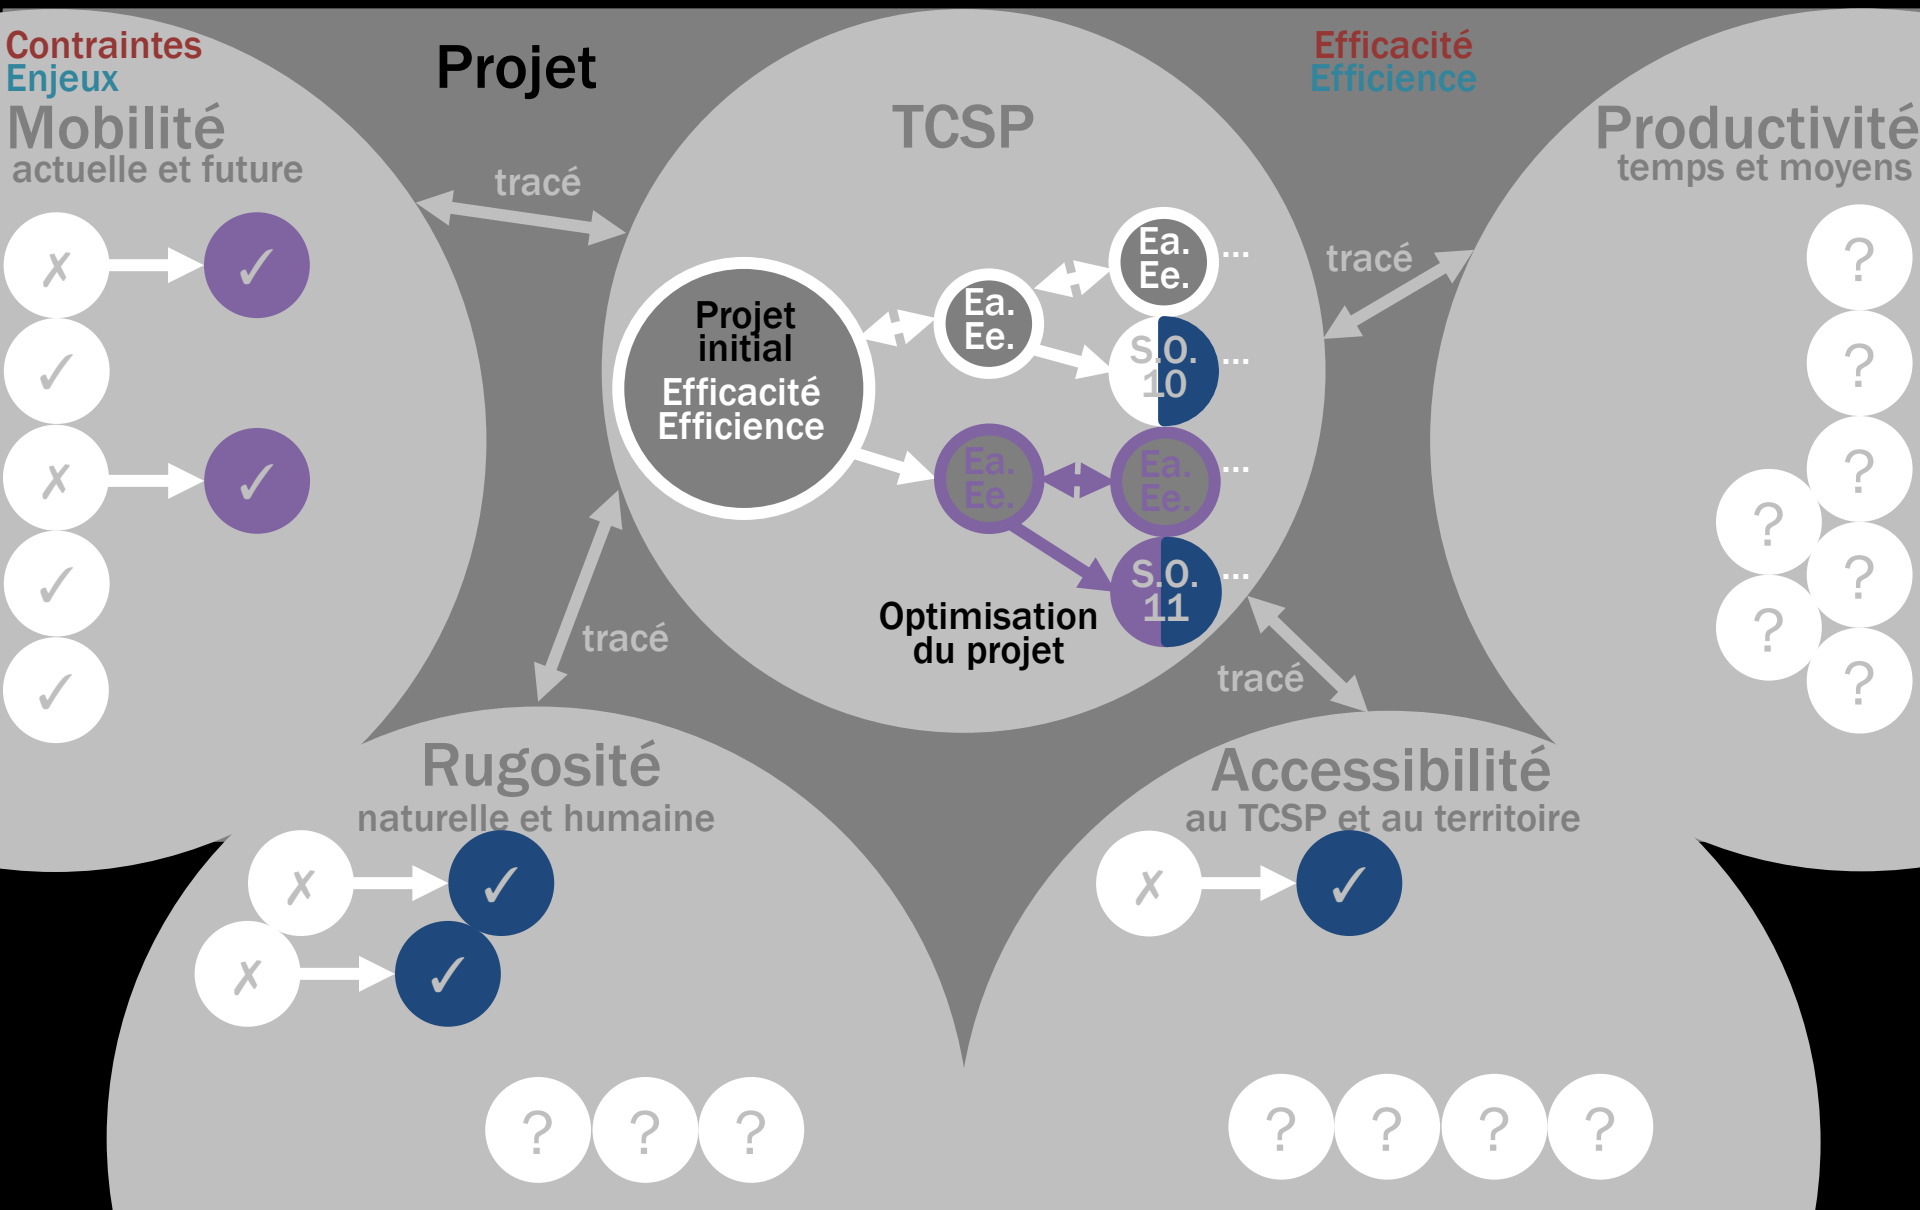 Contraintes
Enjeux
Projet
Efficacité
Efficience
Mobilité
actuelle et future
TCSP
Productivité
temps et moyens
tracé
tracé
✗ ✓
✓
✗ ✓
✓
✓
Projet
initial
Efficacité
Efficience
Ea.
Ee.
Ea.
Ee.
...
S.O.
10
...
Ea.
Ee.
Ea.
Ee.
...
S.O.
11
...
Optimisation
du projet
?
?
?
?
?
?
?
tracé
tracé
Rugosité
naturelle et humaine
✗ ✓
✗ ✓
? ? ?
Accessibilité
au TCSP et au territoire
✗ ✓
? ? ? ?